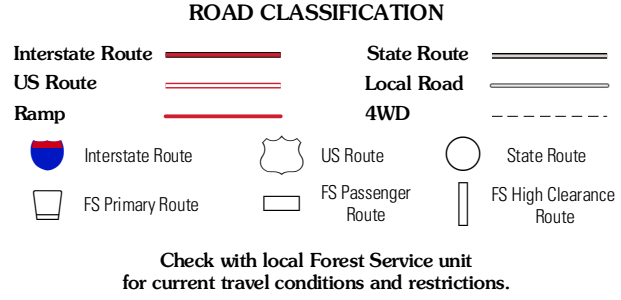 ROAD CLASSIFICATION
Interstate Route
State Route
US Route
Local Road
Ramp
4WD
Interstate Route
US Route
State Route
FS Primary Route
FS Passenger
Route
FS High Clearance
Route
Check with local Forest Service unit
for current travel conditions and restrictions.